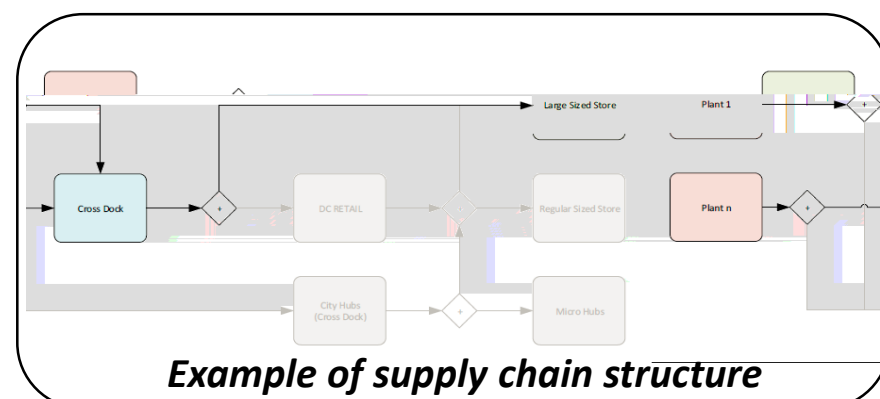 Large Sized Store
Plant 1
+
Cross Dock
+
DC RETAIL
+
Regular Sized Store
Plant n
+
City Hubs
(Cross Dock)
+
Micro Hubs
Example of supply chain structure